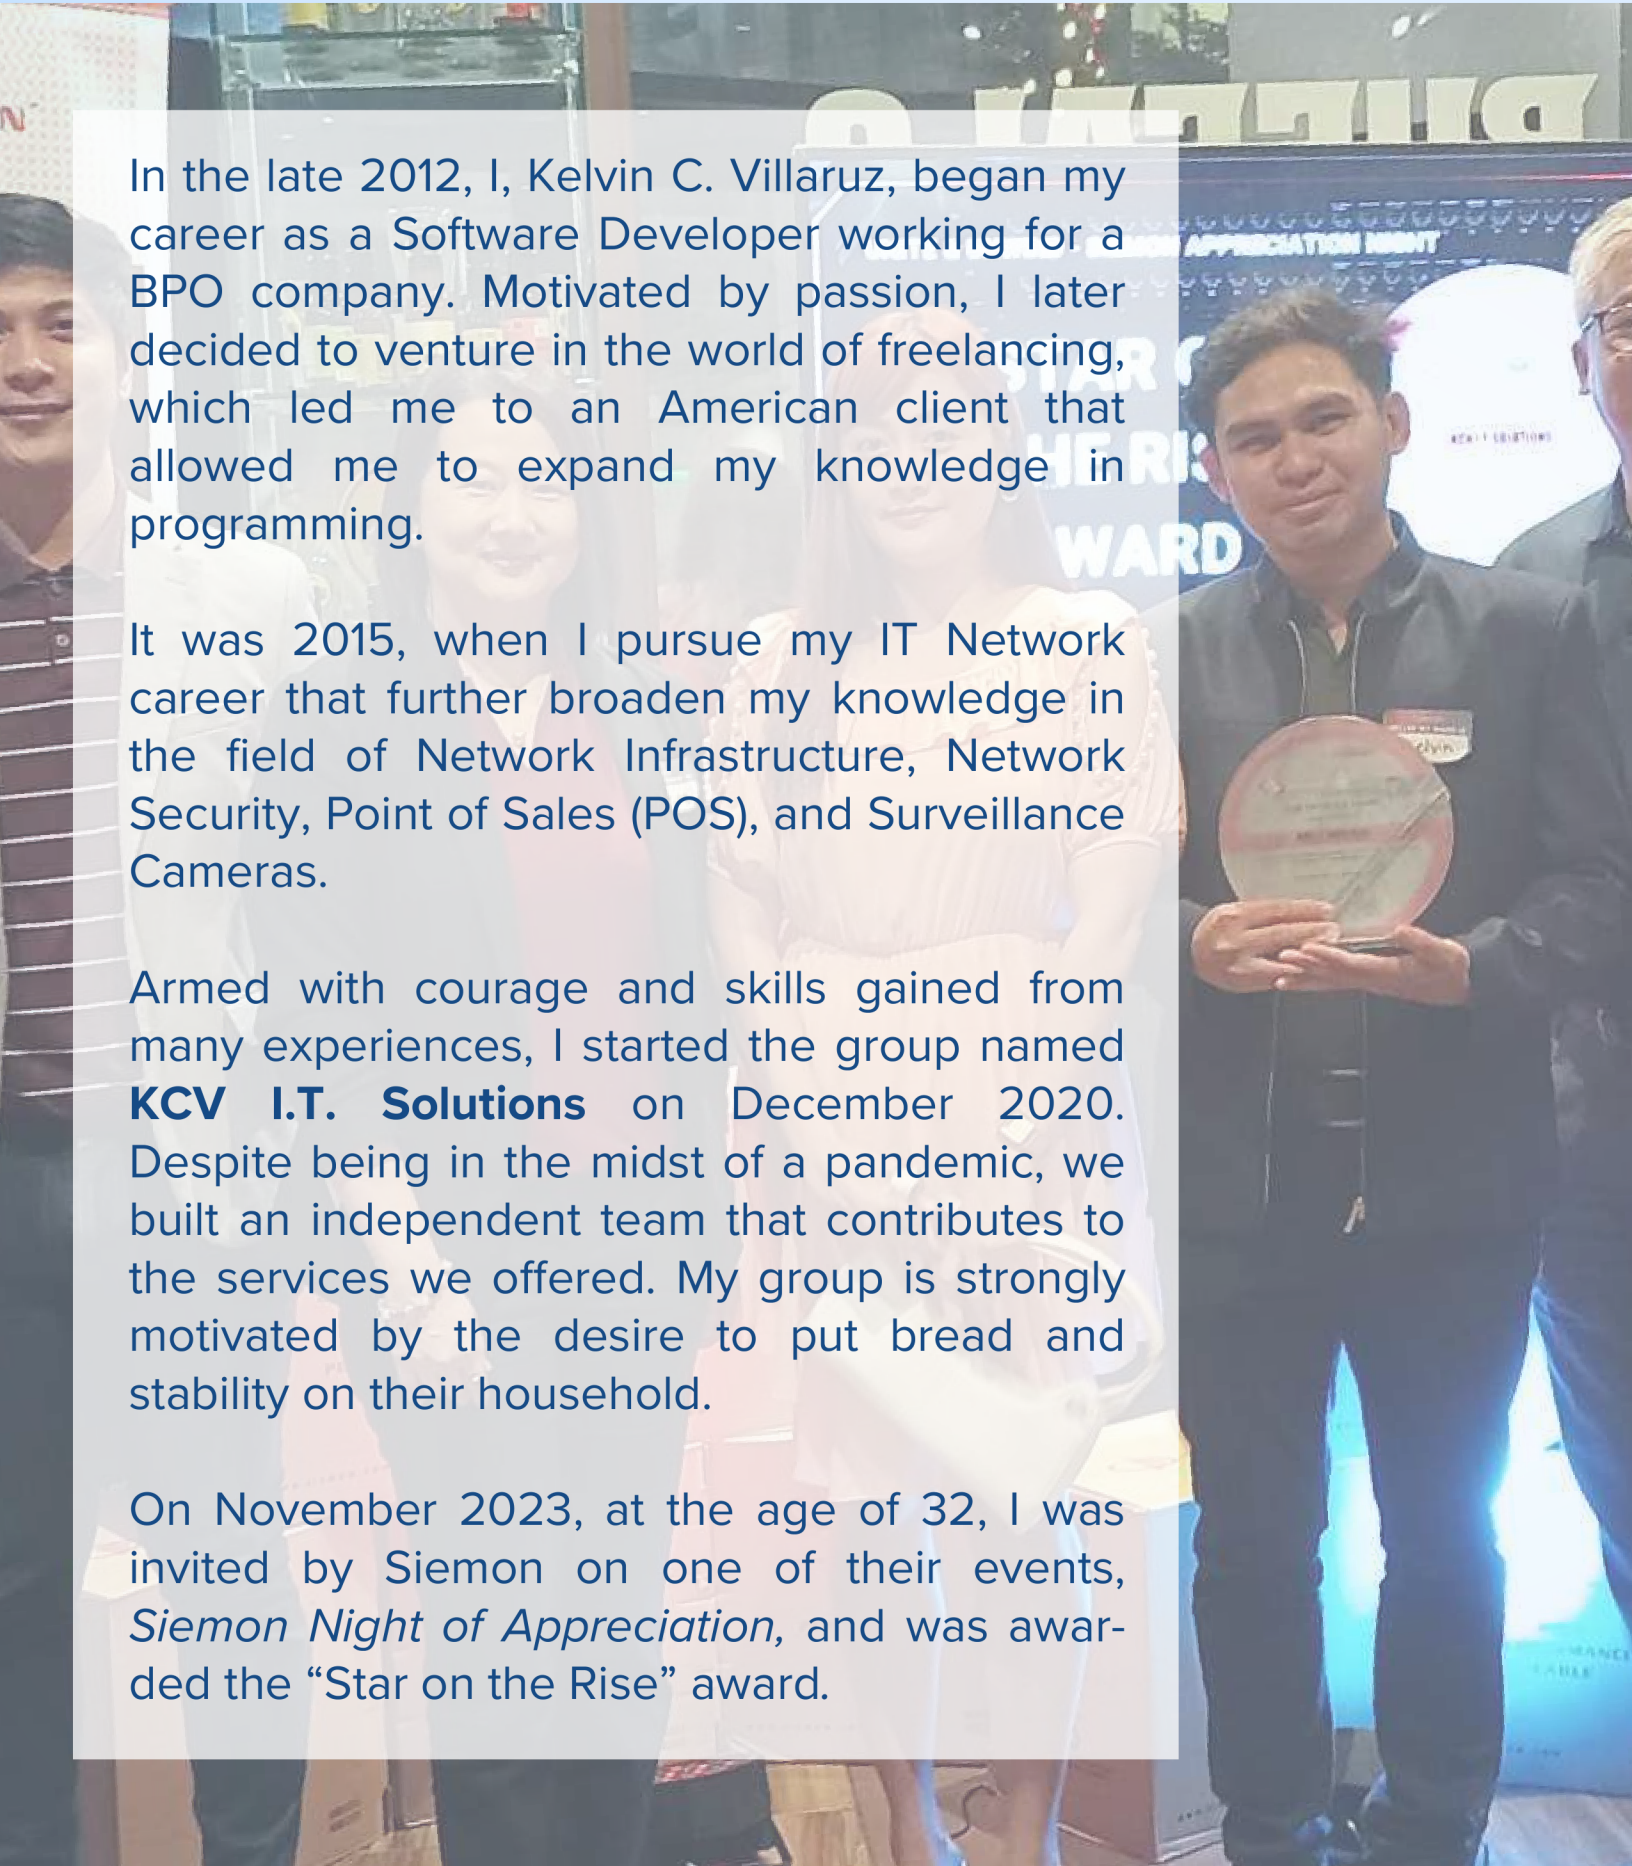 In the late 2012, I, Kelvin C. Villaruz, began my
career as a Software Developer working for a
BPO company. Motivated by passion, I later
decided to venture in the world of freelancing,
which led me to an American client that
allowed me to expand my knowledge in
programming.
It was 2015, when I pursue my IT Network
career that further broaden my knowledge in
the field of Network Infrastructure, Network
Security, Point of Sales (POS), and Surveillance
Cameras.
Armed with courage and skills gained from
many experiences, I started the group named
KCV I.T. Solutions on December 2020.
Despite being in the midst of a pandemic, we
built an independent team that contributes to
the services we offered. My group is strongly
motivated by the desire to put bread and
stability on their household.
On November 2023, at the age of 32, I was
invited by Siemon on one of their events,
Siemon Night of Appreciation, and was awar-
ded the “Star on the Rise” award.
APPRECIATION NIGHT
STAR
HE RIS
WARD
KCV I.T. SOLUTIONS
CABLE